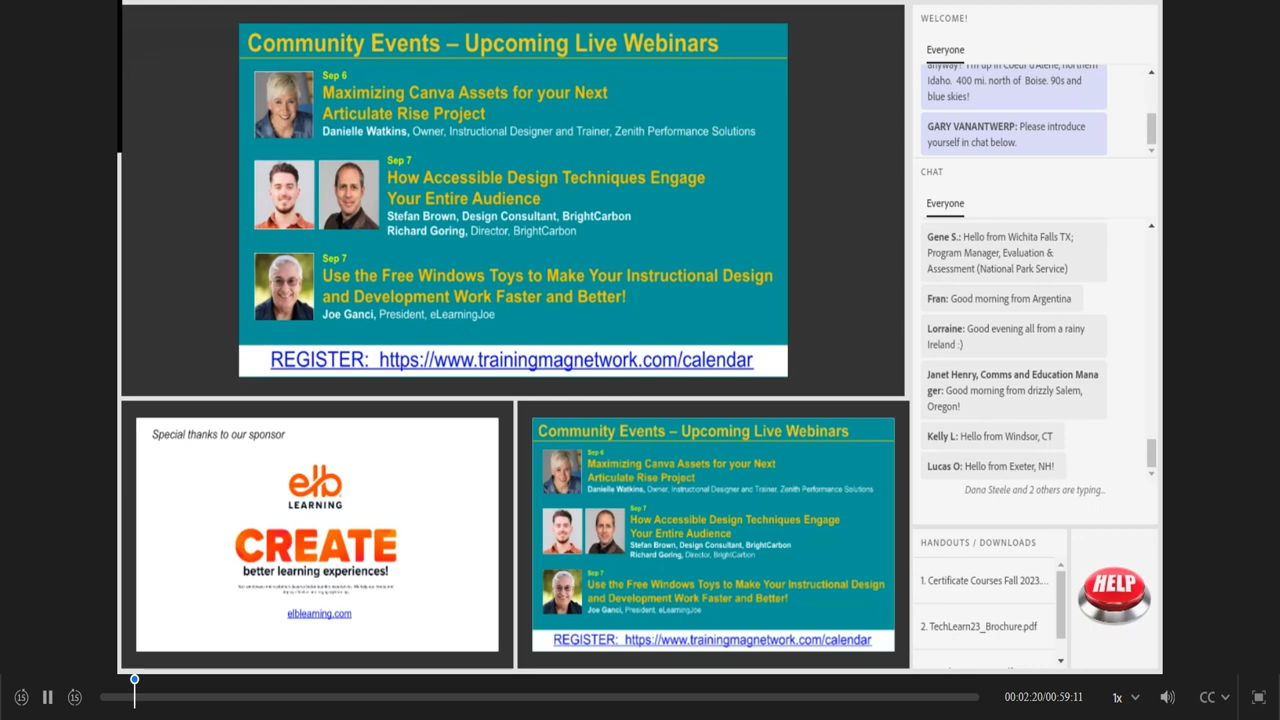 Community Events – Upcoming Live Webinars
Sep 6
Maximizing Canva Assets for your Next
Articulate Rise Project
Danielle Watkins, Owner, Instructional Designer and Trainer, Zenith Performance Solutions
Sep 7
How Accessible Design Techniques Engage
Your Entire Audience
Stefan Brown, Design Consultant, BrightCarbon
Richard Goring, Director, BrightCarbon
Sep 7
Use the Free Windows Toys to Make Your Instructional Design
and Development Work Faster and Better!
Joe Ganci, President, eLearningJoe
REGISTER: https://www.trainingmagnetwork.com/calendar
Special thanks to our sponsor
elb
LEARNING
CREATE
better learning experiences!
elblearning.com
Community Events – Upcoming Live Webinars
Sep 6
Maximizing Canva Assets for your Next
Articulate Rise Project
Danielle Watkins, Owner, Instructional Designer and Trainer, Zenith Performance Solutions
Sep 7
How Accessible Design Techniques Engage
Your Entire Audience
Stefan Brown, Design Consultant, BrightCarbon
Richard Goring, Director, BrightCarbon
Sep 7
Use the Free Windows Toys to Make Your Instructional Design
and Development Work Faster and Better!
Joe Ganci, President, eLearningJoe
REGISTER: https://www.trainingmagnetwork.com/calendar
WELCOME!
Everyone
anyway! I'm up in Coeur d'Alene, northern
Idaho. 400 mi. north of Boise. 90s and
blue skies!
GARY VANANTWERP: Please introduce
yourself in chat below.
CHAT
Everyone
Gene S.: Hello from Wichita Falls TX;
Program Manager, Evaluation &
Assessment (National Park Service)
Fran: Good morning from Argentina
Lorraine: Good evening all from a rainy
Ireland :)
Janet Henry, Comms and Education Mana
ger: Good morning from drizzly Salem,
Oregon!
Kelly L: Hello from Windsor, CT
Lucas O: Hello from Exeter, NH!
Dana Steele and 2 others are typing...
HANDOUTS / DOWNLOADS
1. Certificate Courses Fall 2023...
2. TechLearn23_Brochure.pdf
HELP
15
15
00:02:20/00:59:11
1x
CC